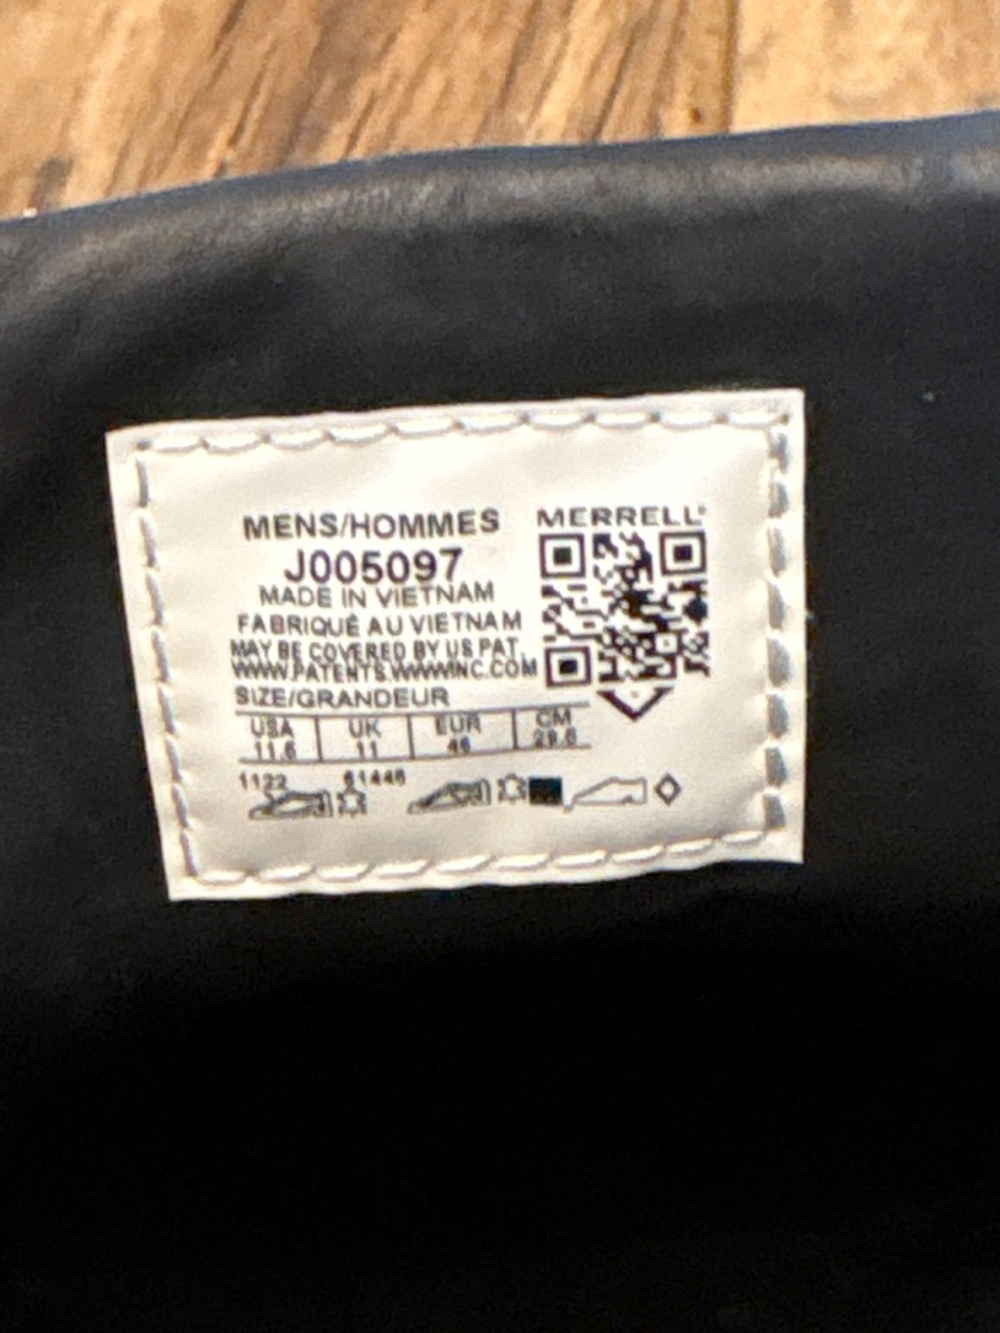 MENS/HOMMES
J005097
MADE IN VIETNAM
FABRIQUÉ AU VIETNAM
MAY BE COVERED BY US PAT.
WWW.PATENTS.WWWINC.COM
SIZE/GRANDEUR
USA UK EUR CM
11.5 11 46 29.5
1122 61446
MERRELL